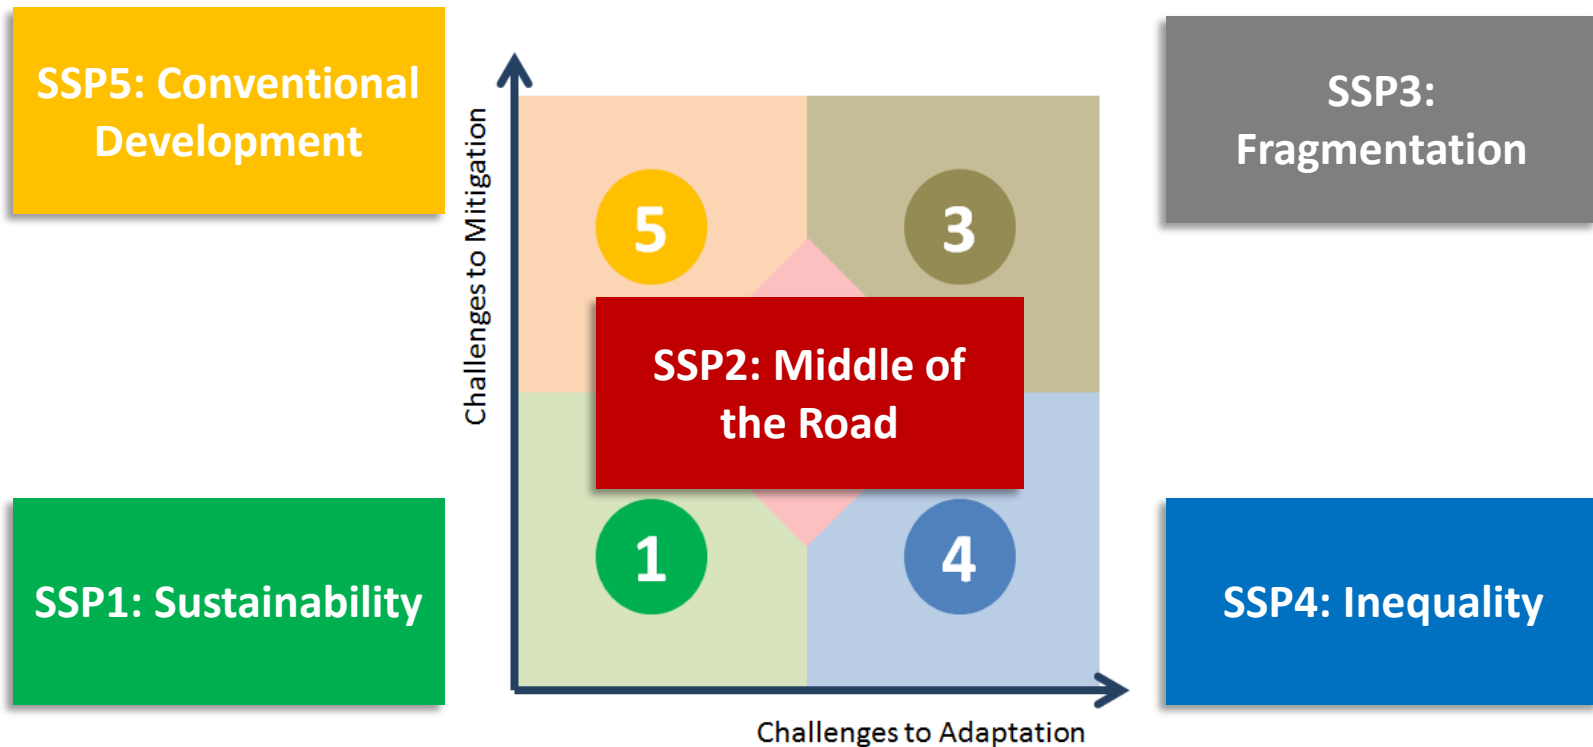 SSP5: Conventional
Development
SSP3:
Fragmentation
Challenges to Mitigation
5
3
SSP2: Middle of
the Road
1
4
SSP1: Sustainability
SSP4: Inequality
Challenges to Adaptation